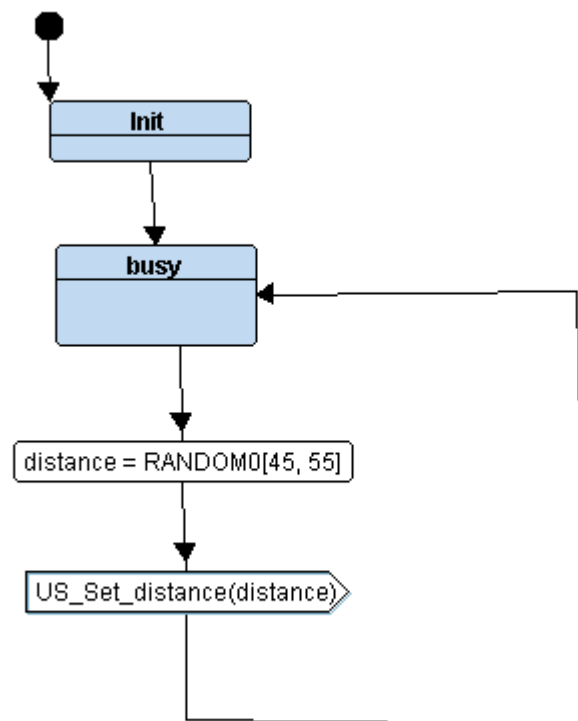 Init
busy
distance = RANDOM0[45, 55]
US_Set_distance(distance)